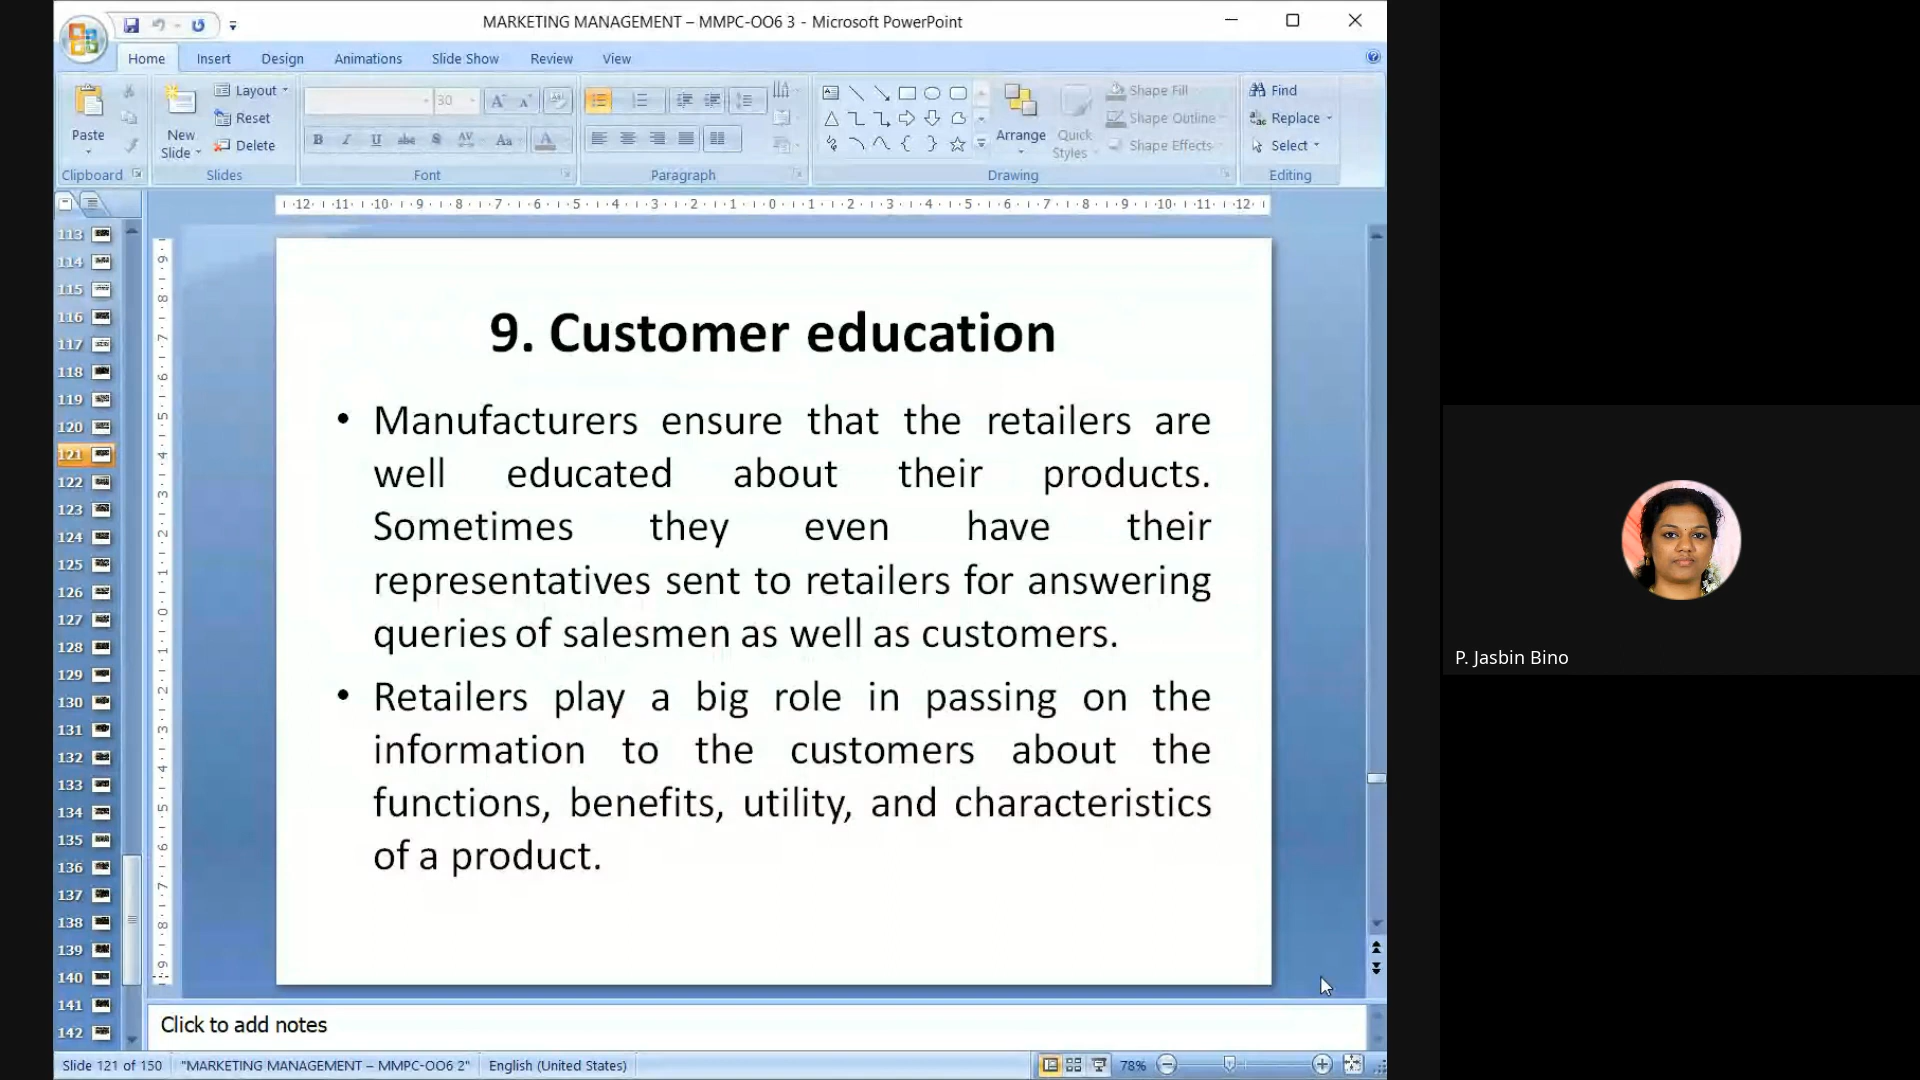 MARKETING MANAGEMENT – MMPC-OO6 3 - Microsoft PowerPoint
Home Insert Design Animations Slide Show Review View
Paste
Clipboard
New Slide
Layout
Reset
Delete
Slides
30
Font
Paragraph
Arrange
Quick Styles
Shape Fill
Shape Outline
Shape Effects
Drawing
Find
Replace
Select
Editing
9. Customer education
• Manufacturers ensure that the retailers are
well educated about their products.
Sometimes they even have their
representatives sent to retailers for answering
queries of salesmen as well as customers.
• Retailers play a big role in passing on the
information to the customers about the
functions, benefits, utility, and characteristics
of a product.
113
114
115
116
117
118
119
120
121
122
123
124
125
126
127
128
129
130
131
132
133
134
135
136
137
138
139
140
141
142
Click to add notes
Slide 121 of 150 "MARKETING MANAGEMENT – MMPC-OO6 2" English (United States) 78%
P. Jasbin Bino